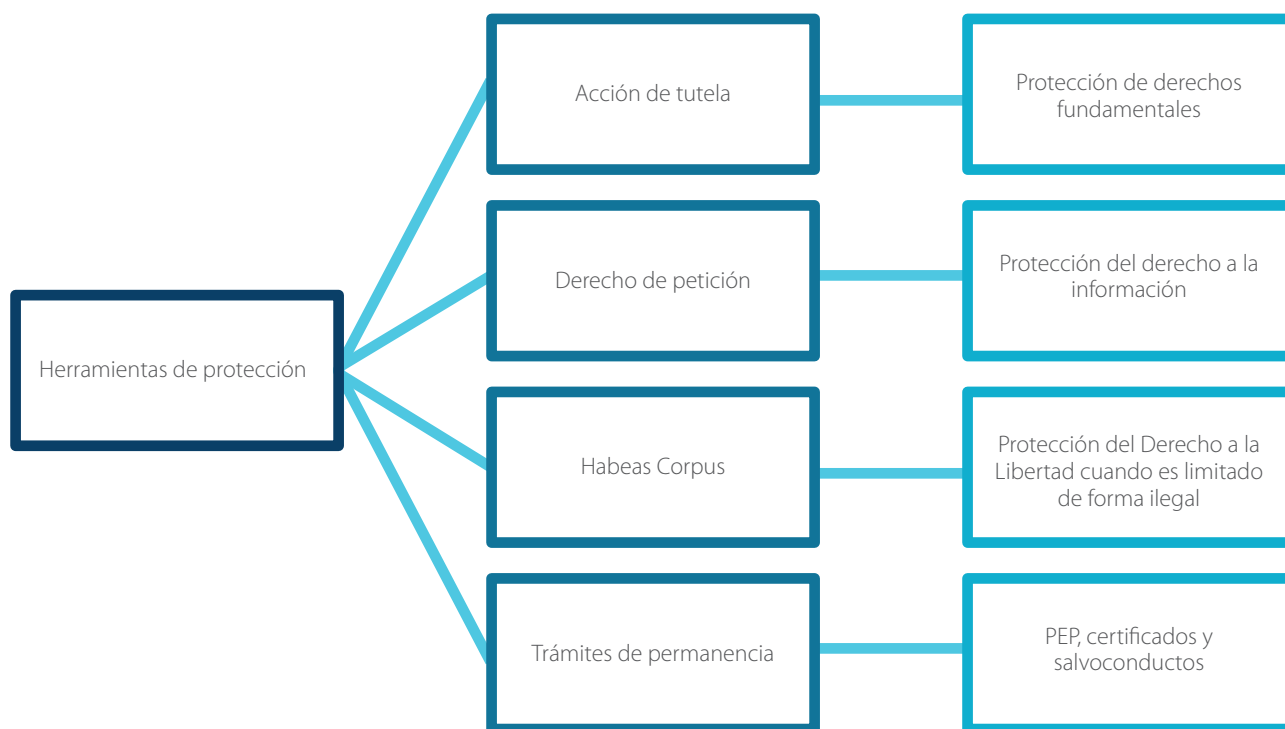 Acción de tutela
Protección de derechos
fundamentales
Derecho de petición
Protección del derecho a la
información
Herramientas de protección
Habeas Corpus
Protección del Derecho a la
Libertad cuando es limitado
de forma ilegal
Trámites de permanencia
PEP, certificados y
salvoconductos